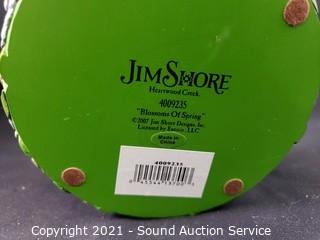 JIM SHORE
Heartwood Creek
4009235
"Blossoms Of Spring"
©2007 Jim Shore Designs, Inc.
Licensed by Enesco, LLC
Made in
China
4009235
Copyright 2021 - Sound Auction Service